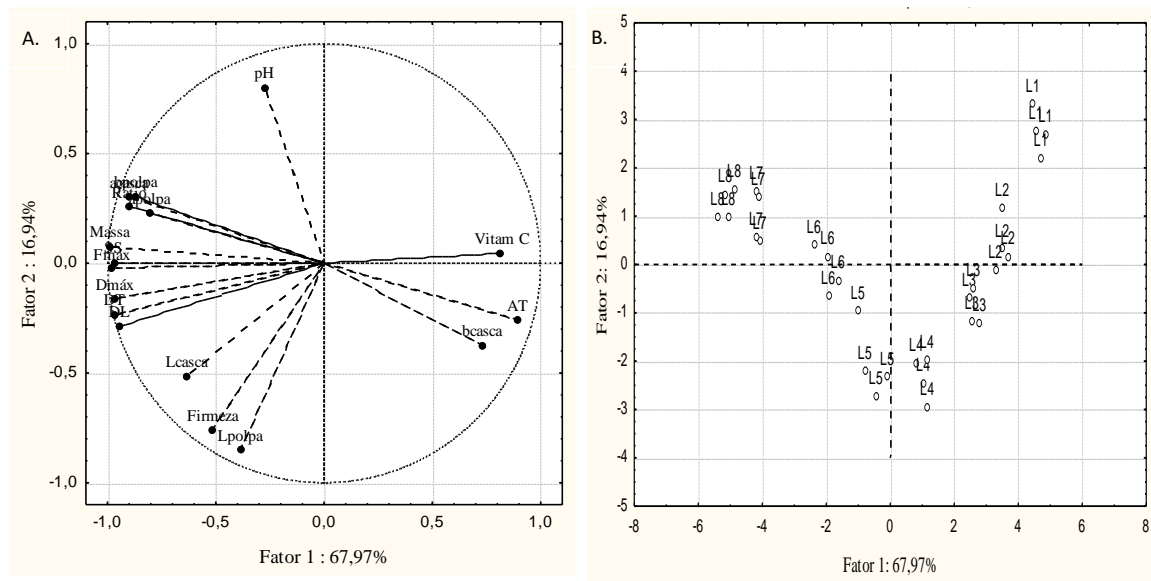 A.
1,0
0,5
0,0
-0,5
-1,0
Fator 2 : 16,94%
pH
Ratio
Massa
Fmáx
Dmáx
DL
Lcasca
Firmeza
Lpolpa
Vitam C
AT
bcasca
-1,0 -0,5 0,0 0,5 1,0
Fator 1 : 67,97%
B.
5
4
3
2
1
0
-1
-2
-3
-4
-5
Fator 2: 16,94%
L1
L1 L1
L1
L2
L2
L2
L2
L3
L3
L3 L3
L4 L4
L4
L4
L5
L5 L5
L5
L6
L6
L6
L6
L7
L7
L7
L7
L8
L8
L8 L8
-8 -6 -4 -2 0 2 4 6 8
Fator 1: 67,97%